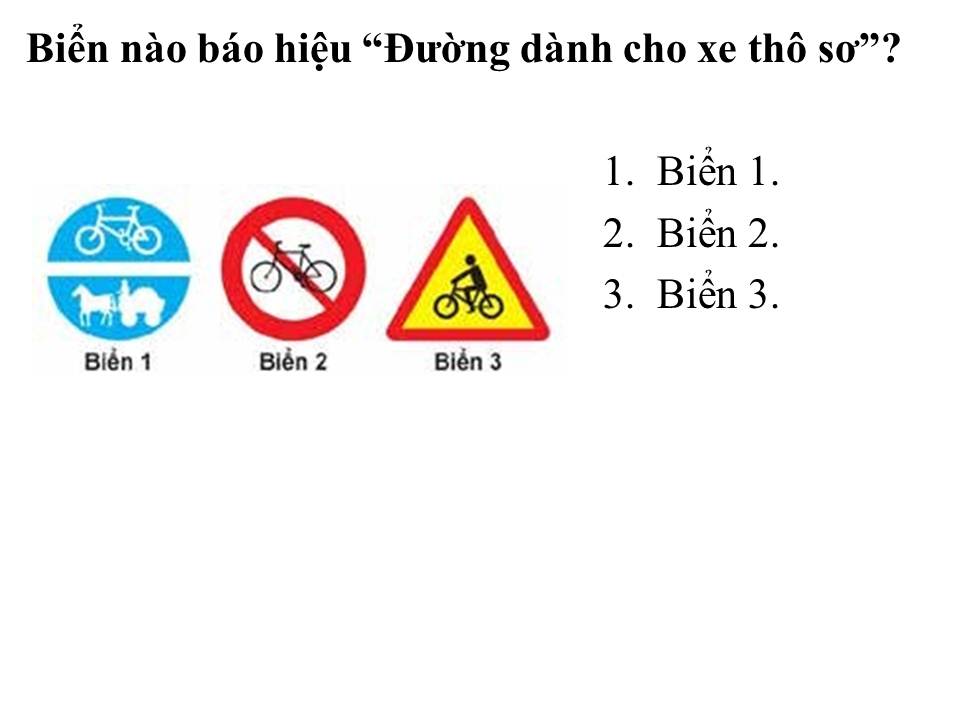 Biển nào báo hiệu “Đường dành cho xe thô sơ”?
1. Biển 1.
2. Biển 2.
3. Biển 3.
Biển 1
Biển 2
Biển 3